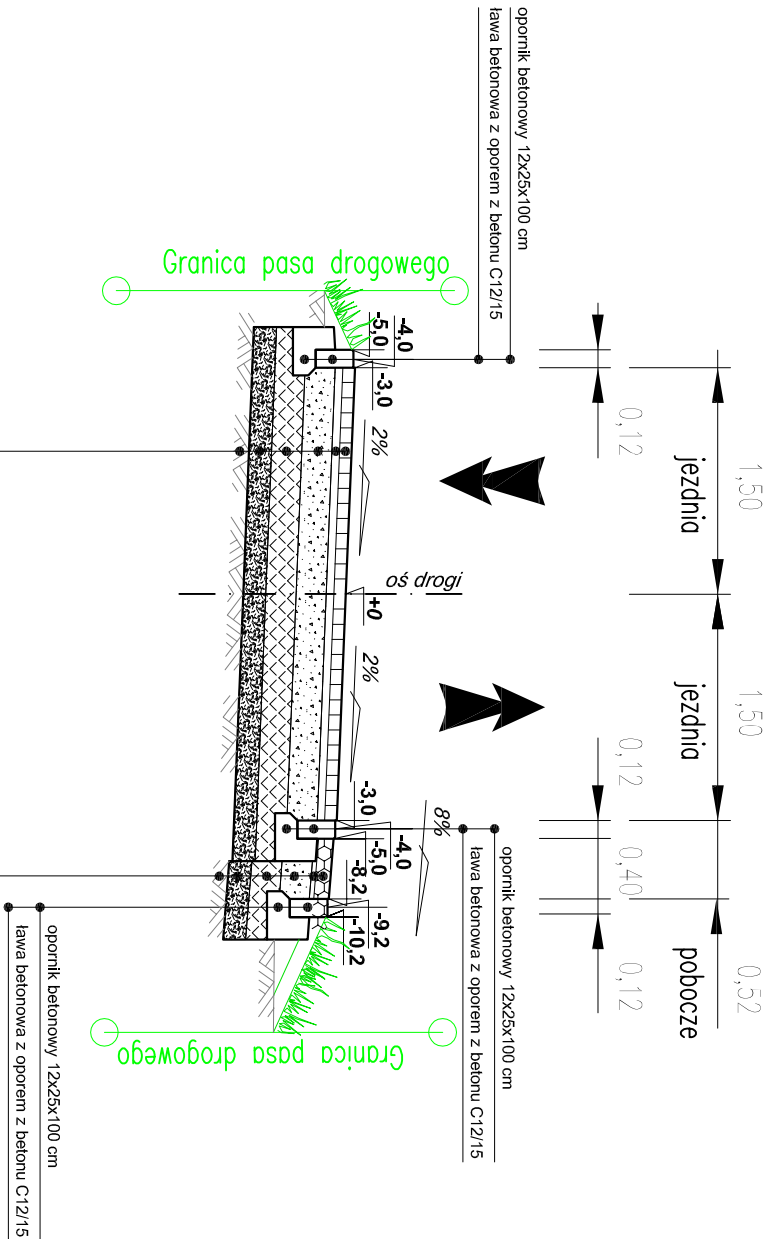 opornik betonowy 12x25x100 cm
ława betonowa z oporem z betonu C12/15
1,50
1,50
0,52
jezdnia
jezdnia
pobocze
0,12
0,12
0,40
0,12
opornik betonowy 12x25x100 cm
ława betonowa z oporem z betonu C12/15
oś drogi
2%
2%
8%
-4,0
-5,0
-3,0
+0
-3,0
-4,0
-5,0
-8,2
-9,2
-10,2
Granica pasa drogowego
Granica pasa drogowego
opornik betonowy 12x25x100 cm
ława betonowa z oporem z betonu C12/15